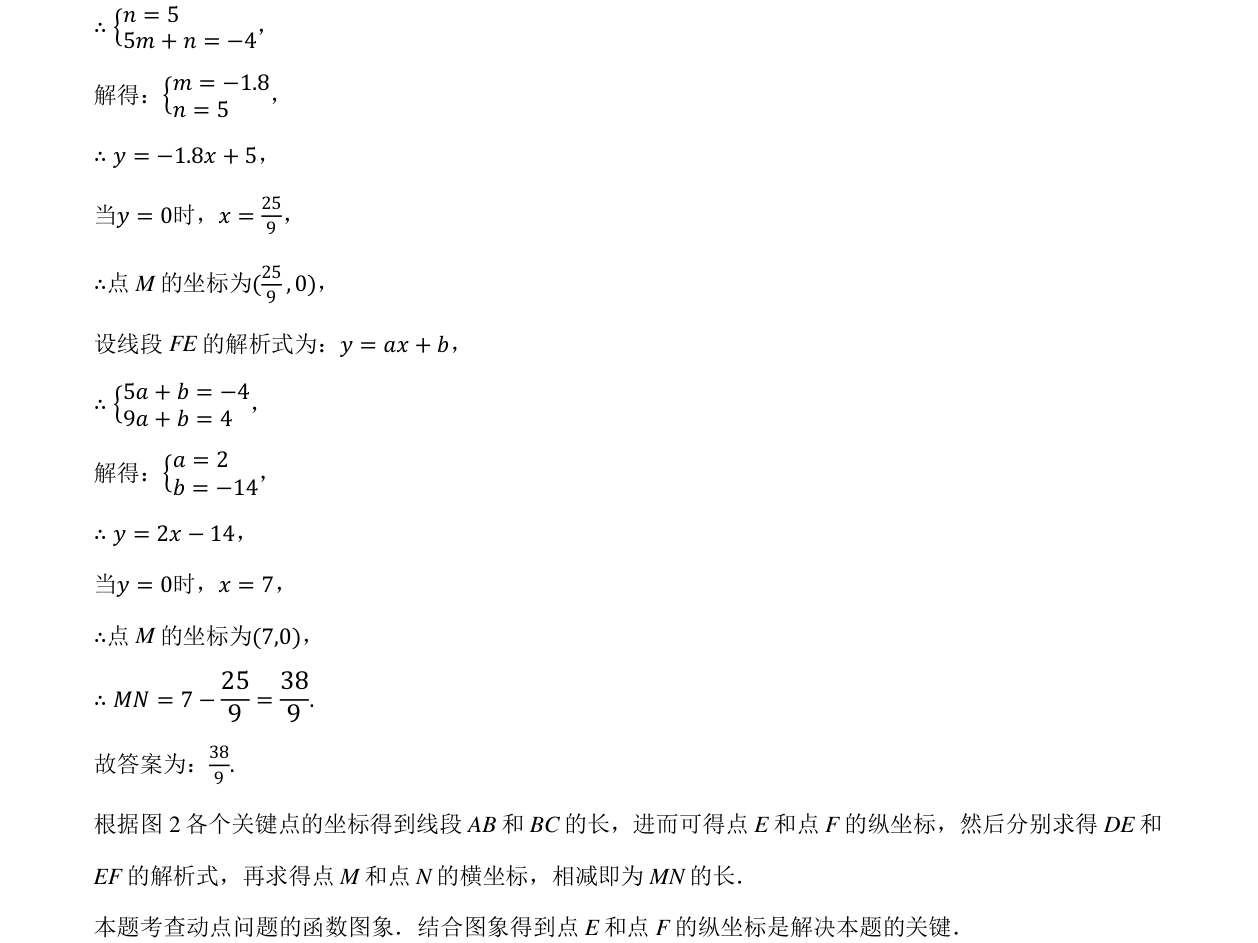 ∴ {n = 5
5m + n = −4，
解得：{m = −1.8
n = 5，
∴ y = −1.8x + 5，
当y = 0时，x = 25/9，
∴点 M 的坐标为(25/9, 0)，
设线段 FE 的解析式为：y = ax + b，
∴ {5a + b = −4
9a + b = 4，
解得：{a = 2
b = −14，
∴ y = 2x − 14，
当y = 0时，x = 7，
∴点 M 的坐标为(7,0)，
∴ MN = 7 − 25/9 = 38/9.
故答案为：38/9.
根据图 2 各个关键点的坐标得到线段 AB 和 BC 的长，进而可得点 E 和点 F 的纵坐标，然后分别求得 DE 和
EF 的解析式，再求得点 M 和点 N 的横坐标，相减即为 MN 的长．
本题考查动点问题的函数图象．结合图象得到点 E 和点 F 的纵坐标是解决本题的关键．